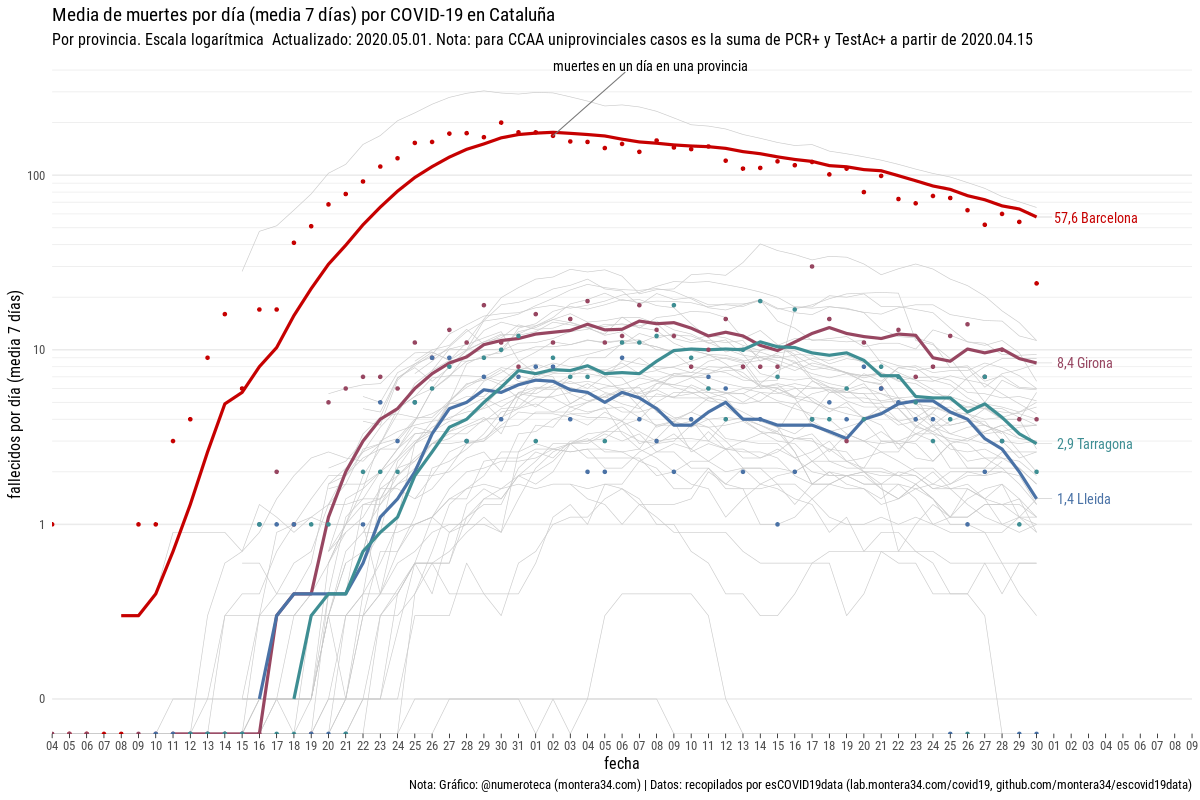 Media de muertes por día (media 7 días) por COVID-19 en Cataluña
Por provincia. Escala logarítmica  Actualizado: 2020.05.01. Nota: para CCAA uniprovinciales casos es la suma de PCR+ y TestAc+ a partir de 2020.04.15
muertes en un día en una provincia
100
10
1
0
fallecidos por día (media  7 días)
57,6 Barcelona
8,4 Girona
2,9 Tarragona
1,4 Lleida
04 05 06 07 08 09 10 11 12 13 14 15 16 17 18 19 20 21 22 23 24 25 26 27 28 29 30 31 01 02 03 04 05 06 07 08 09 10 11 12 13 14 15 16 17 18 19 20 21 22 23 24 25 26 27 28 29 30 01 02 03 04 05 06 07 08 09
fecha
Nota: Gráfico: @numeroteca (montera34.com) | Datos: recopilados por esCOVID19data (lab.montera34.com/covid19, github.com/montera34/escovid19data)